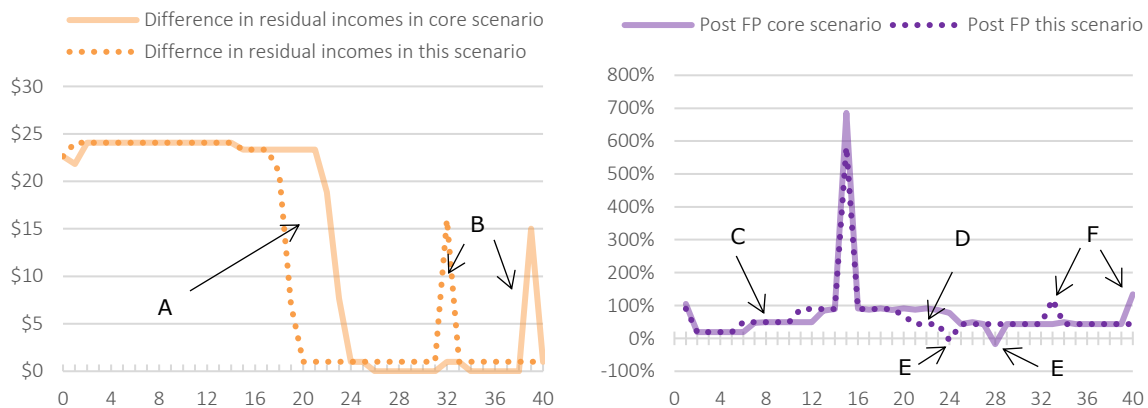 Difference in residual incomes in core scenario
Differnce in residual incomes in this scenario
$30
$25
$20
$15
$10
$5
$0
0 4 8 12 16 20 24 28 32 36 40
A
B
Post FP core scenario Post FP this scenario
800%
700%
600%
500%
400%
300%
200%
100%
0%
-100%
0 4 8 12 16 20 24 28 32 36 40
C
D
F
E
E